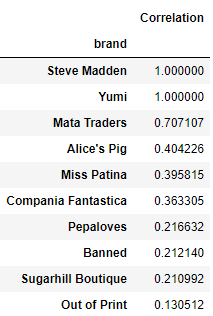 Correlation
brand
Steve Madden 1.000000
Yumi 1.000000
Mata Traders 0.707107
Alice's Pig 0.404226
Miss Patina 0.395815
Compania Fantastica 0.363305
Pepaloves 0.216632
Banned 0.212140
Sugarhill Boutique 0.210992
Out of Print 0.130512